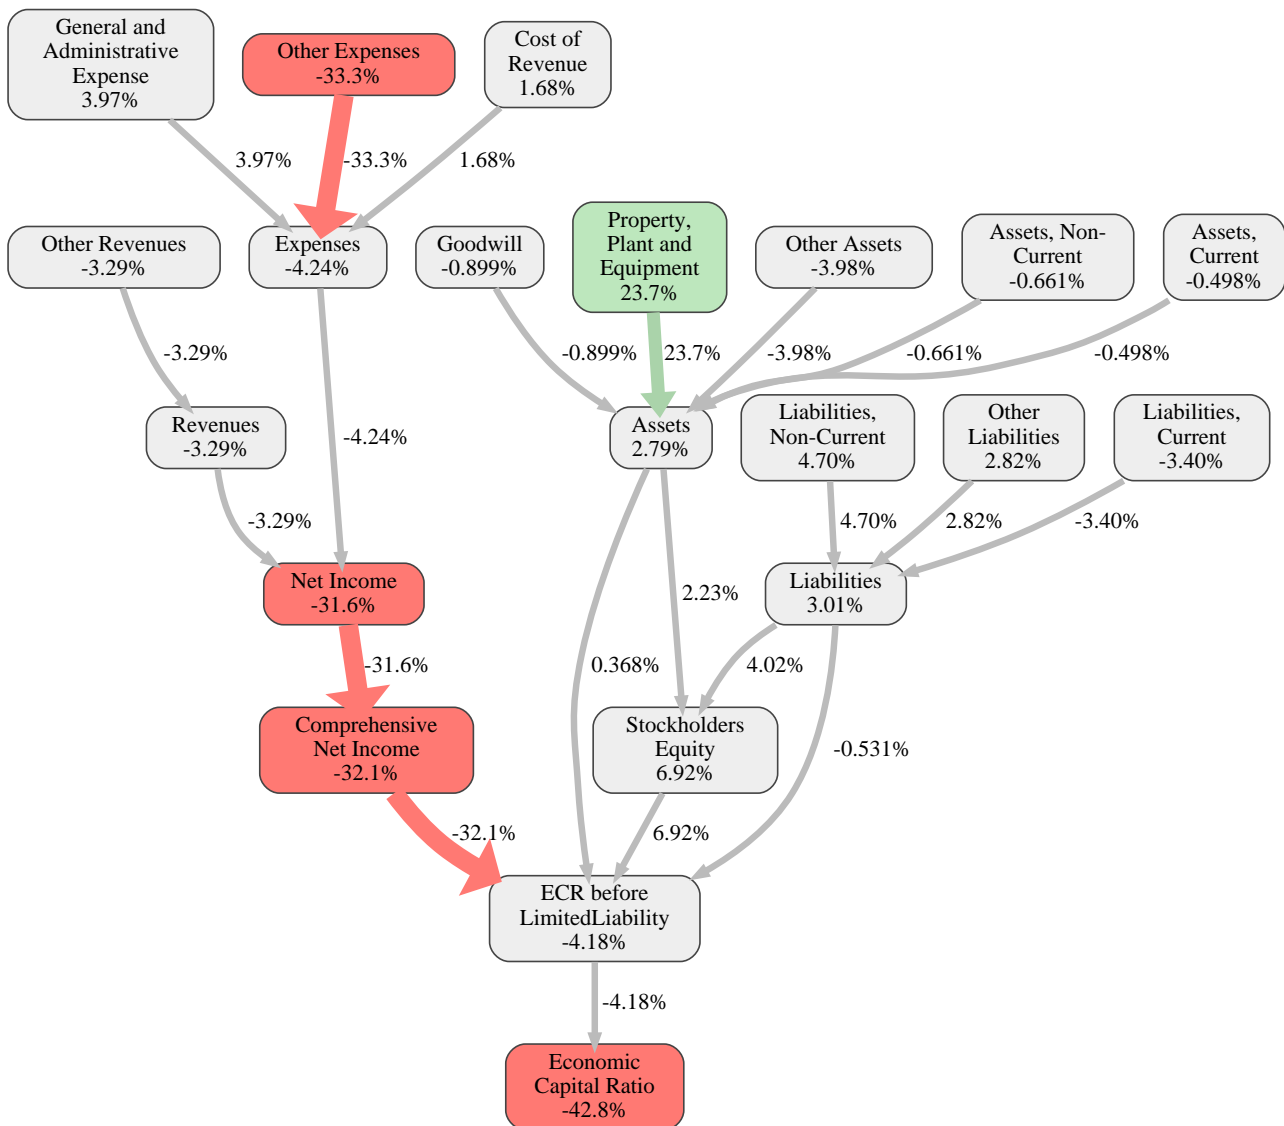 General and
Administrative
Expense
3.97%
Other Expenses
-33.3%
Cost of
Revenue
1.68%
3.97%
-33.3%
1.68%
Other Revenues
-3.29%
Expenses
-4.24%
Goodwill
-0.899%
Property,
Plant and
Equipment
23.7%
Other Assets
-3.98%
Assets, Non-
Current
-0.661%
Assets,
Current
-0.498%
-3.29%
-4.24%
-0.899%
23.7%
-3.98%
-0.661%
-0.498%
Revenues
-3.29%
Assets
2.79%
Liabilities,
Non-Current
4.70%
Other
Liabilities
2.82%
Liabilities,
Current
-3.40%
-3.29%
4.70%
2.82%
-3.40%
Net Income
-31.6%
2.23%
Liabilities
3.01%
-31.6%
0.368%
4.02%
Comprehensive
Net Income
-32.1%
Stockholders
Equity
6.92%
-0.531%
-32.1%
6.92%
ECR before
LimitedLiability
-4.18%
-4.18%
Economic
Capital Ratio
-42.8%